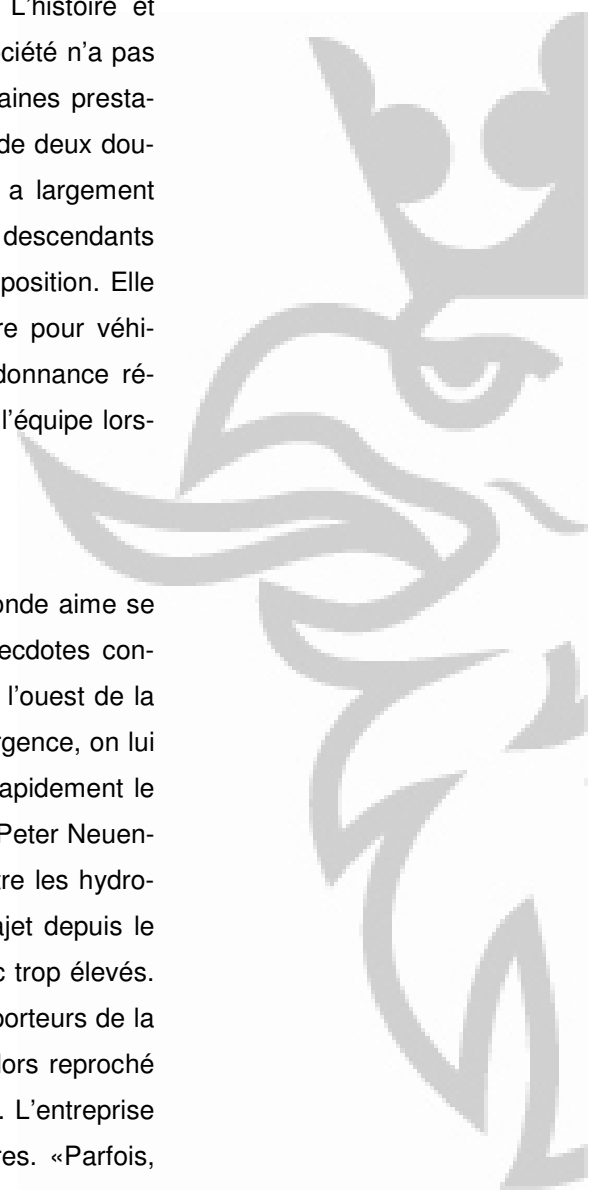 L'histoire et
ciété n'a pas
aines presta-
de deux dou-
a largement
descendants
position. Elle
re pour véhi-
donnance ré-
l'équipe lors-
onde aime se
ecdotes con-
l'ouest de la
rgence, on lui
apidement le
Peter Neuen-
tre les hydro-
ajet depuis le
c trop élevés.
porteurs de la
lors reproché
. L'entreprise
res. «Parfois,